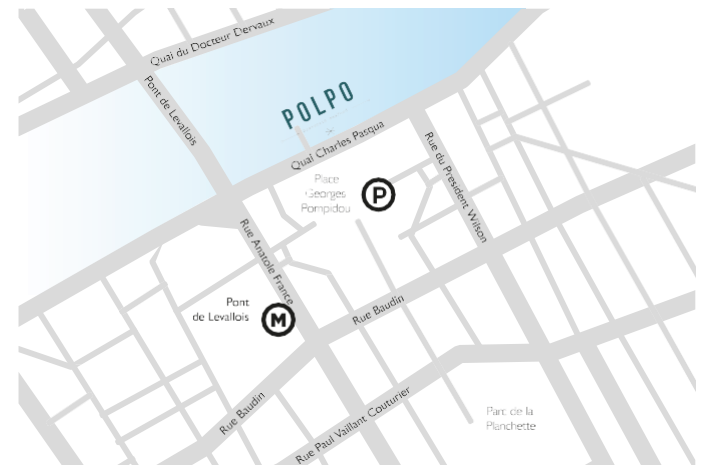 Quai du Docteur Dervaux
Pont de Levallois
POLPO
Quai Charles Pasqua
Place
Georges
Pompidou
P
Rue du President Wilson
Rue Anatole France
Pont
de Levallois
M
Rue Baudin
Rue Baudin
Rue Paul Vaillant Couturier
Parc de la
Planchette